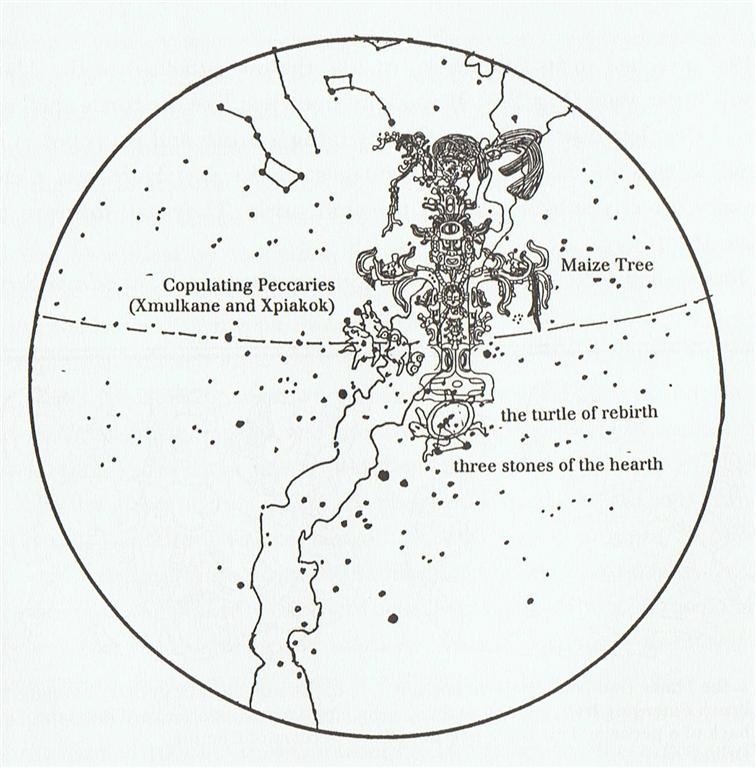 Copulating Peccaries
(Xmulkane and Xpiakok)
Maize Tree
the turtle of rebirth
three stones of the hearth